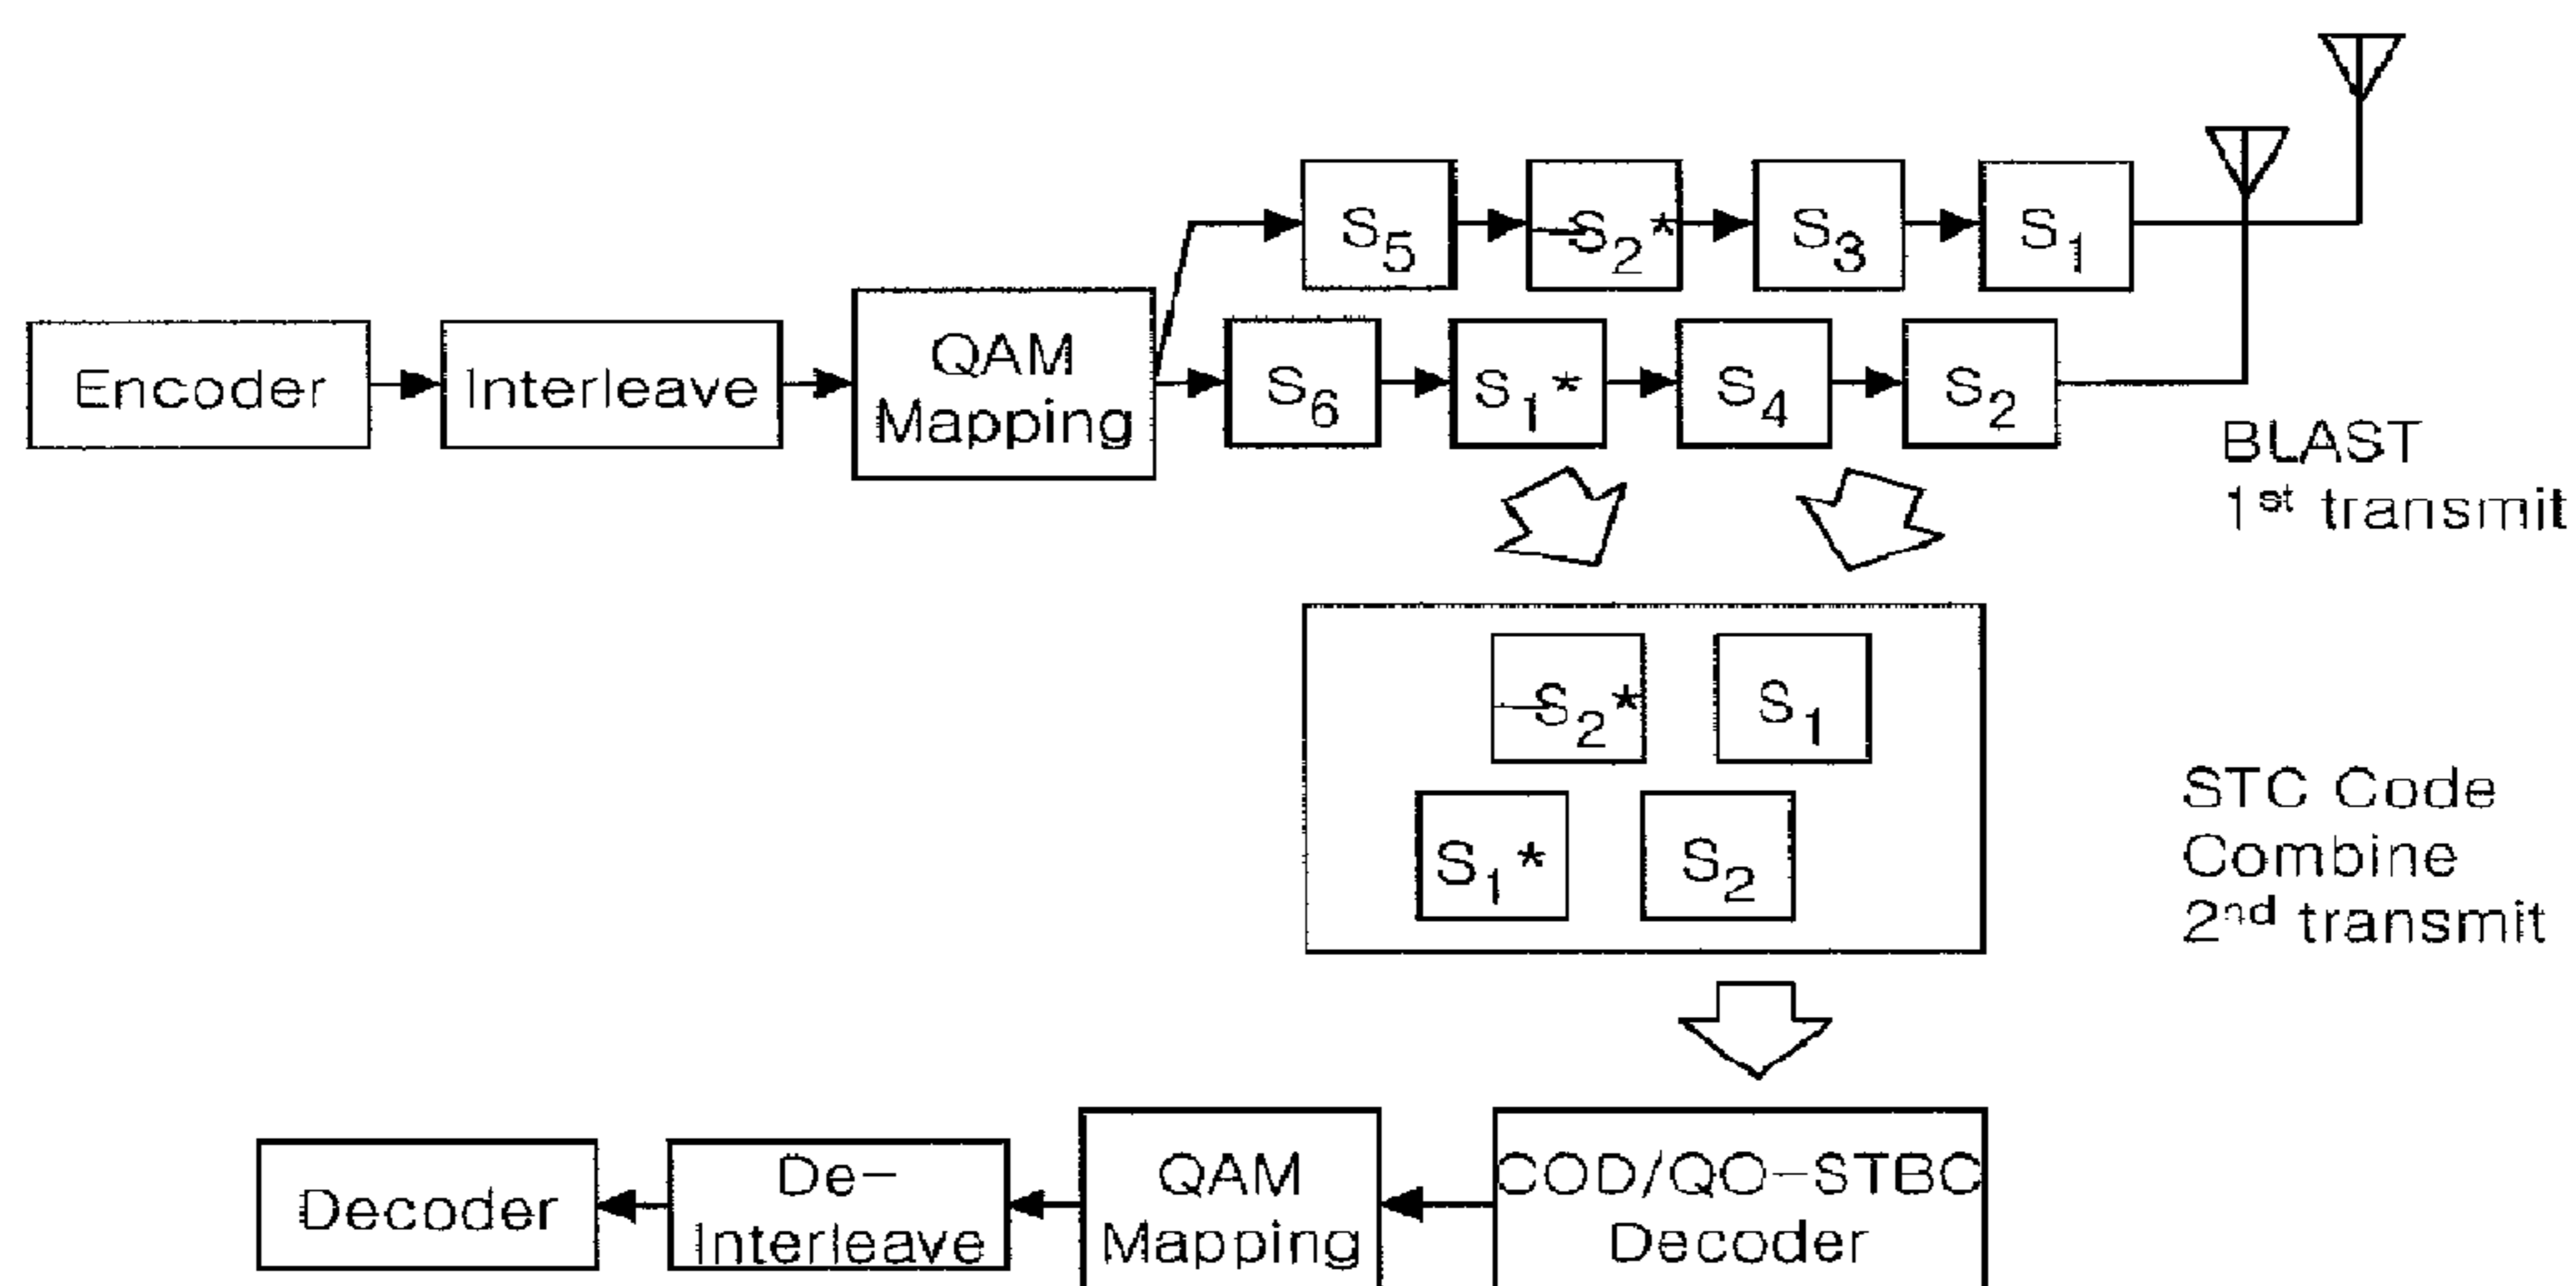 S5 -S2* S3 S1
Encoder
Interleave
QAM
Mapping
S6 S1* S4 S2
BLAST
1st transmit
-S2* S1
S1* S2
STC Code
Combine
2nd transmit
Decoder
De-
Interleave
QAM
Mapping
COD/QO-STBC
Decoder